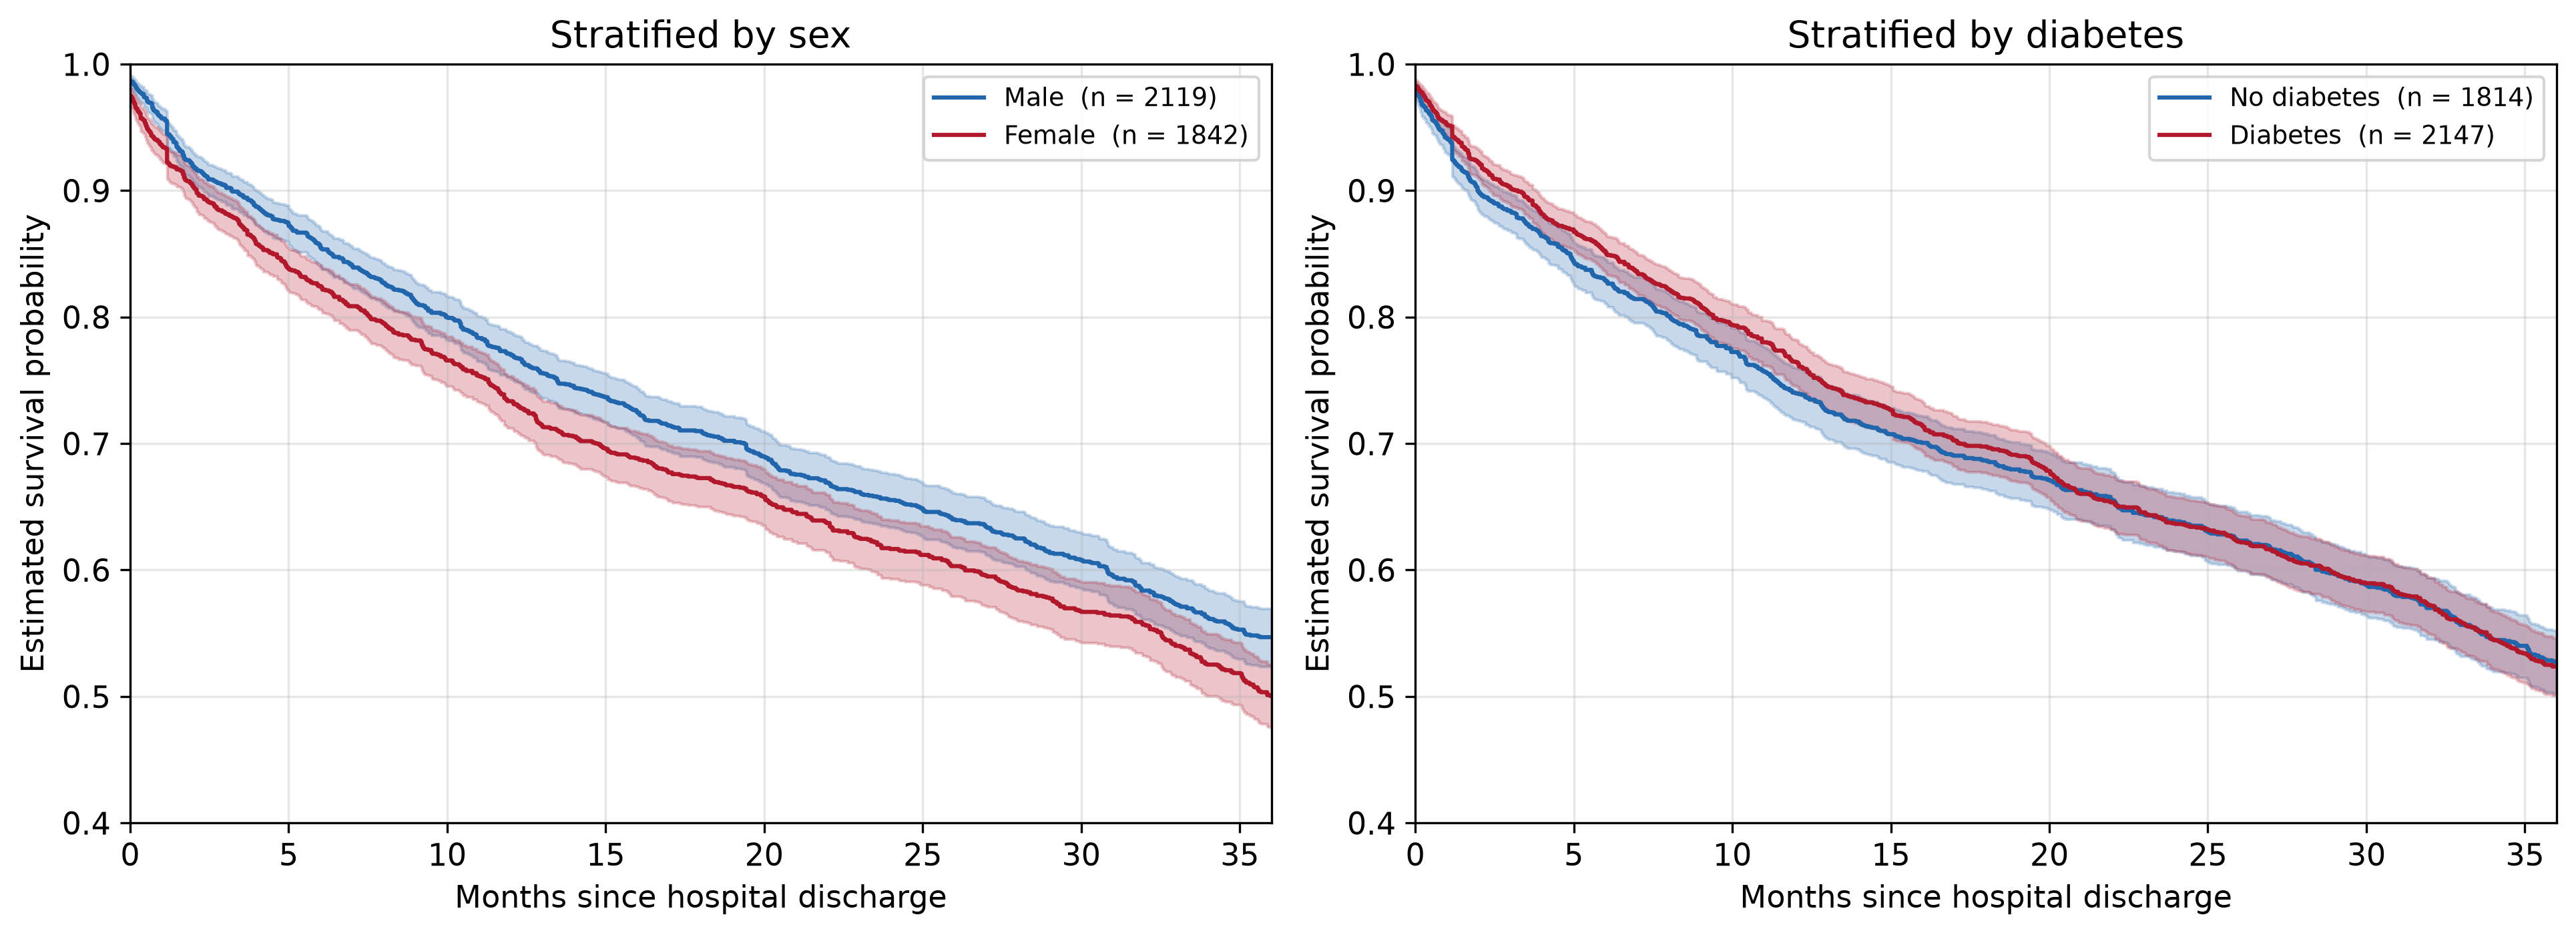 Stratified by sex
Estimated survival probability
1.0
0.9
0.8
0.7
0.6
0.5
0.4
Male (n = 2119)
Female (n = 1842)
0 5 10 15 20 25 30 35
Months since hospital discharge
Stratified by diabetes
Estimated survival probability
1.0
0.9
0.8
0.7
0.6
0.5
0.4
No diabetes (n = 1814)
Diabetes (n = 2147)
0 5 10 15 20 25 30 35
Months since hospital discharge